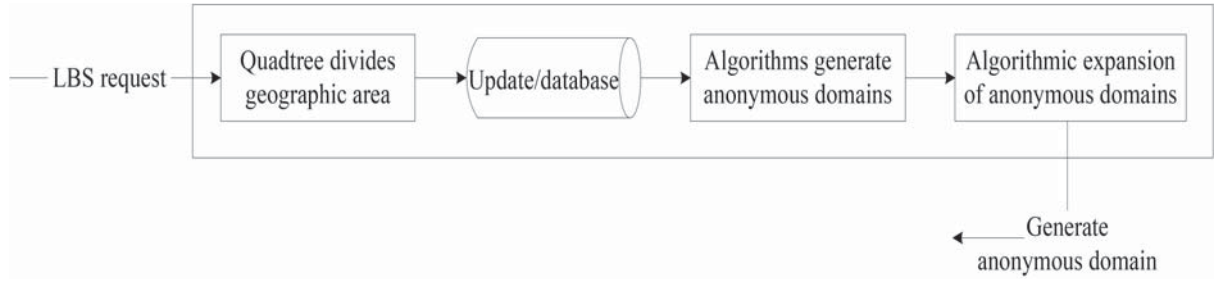 LBS request
Quadtree divides
geographic area
Update/database
Algorithms generate
anonymous domains
Algorithmic expansion
of anonymous domains
Generate
anonymous domain